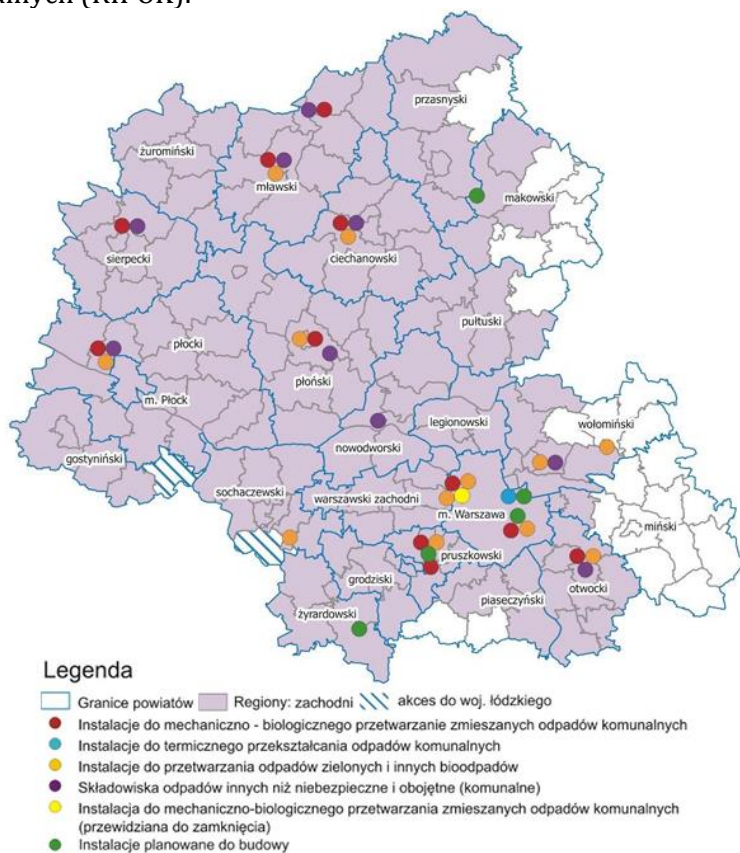 przasnyski
żuromiński
mławski
makowski
sierpecki
ciechanowski
pułtuski
płocki
płoński
m. Płock
legionowski
wołomiński
nowodworski
gostyniński
sochaczewski
warszawski zachodni
m. Warszawa
miński
pruszkowski
grodziski
otwocki
piaseczyński
żyrardowski
Legenda
Granice powiatów Regiony: zachodni akces do woj. łódzkiego
Instalacje do mechaniczno - biologicznego przetwarzanie zmieszanych odpadów komunalnych
Instalacje do termicznego przekształcania odpadów komunalnych
Instalacje do przetwarzania odpadów zielonych i innych bioodpadów
Składowiska odpadów innych niż niebezpieczne i obojętne (komunalne)
Instalacja do mechaniczno-biologicznego przetwarzania zmieszanych odpadów komunalnych
(przewidziana do zamknięcia)
Instalacje planowane do budowy